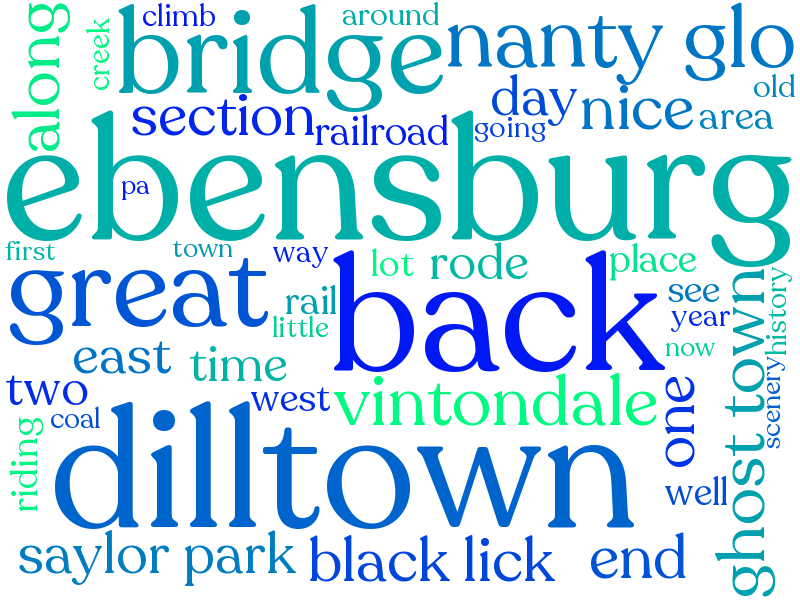 climb
around
along
creek
bridge
nanty glo
old
section
railroad
day
going
nice
area
ebensburg
pa
first
town
way
lot
rode
place
great
rail
little
back
see
year
now
history
scenery
east
time
two
west
coal
vintondale
one
ghost town
riding
dilltown
well
saylor park
black lick
end